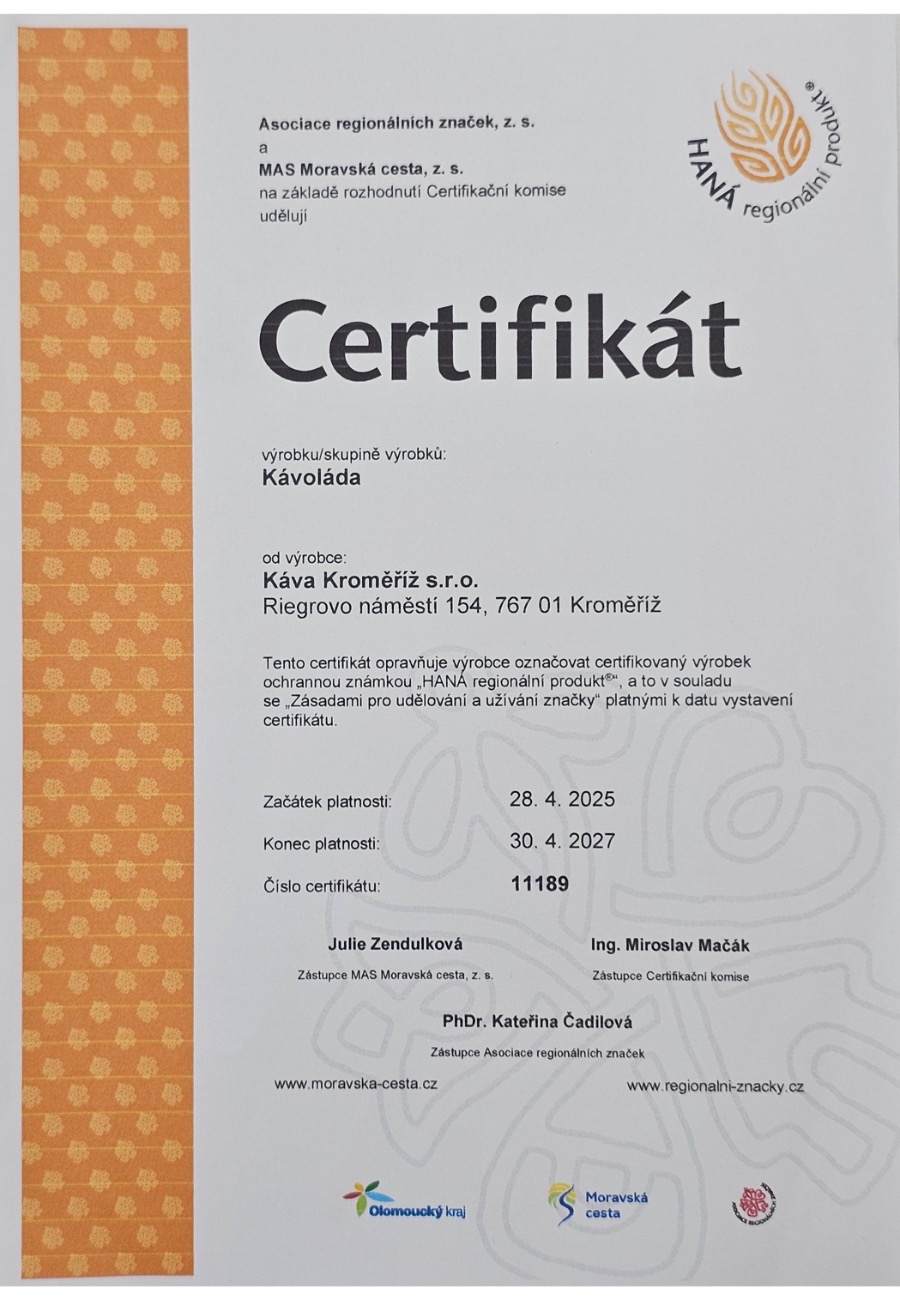 Asociace regionálních značek, z. s.
a
MAS Moravská cesta, z. s.
na základě rozhodnutí Certifikační komise
udělují
HANÁ regionální produkt®
Certifikát
výrobku/skupině výrobků:
Kávoláda
od výrobce:
Káva Kroměříž s.r.o.
Riegrovo náměstí 154, 767 01 Kroměříž
Tento certifikát opravňuje výrobce označovat certifikovaný výrobek
ochrannou známkou „HANÁ regionální produkt®“, a to v souladu
se „Zásadami pro udělování a užívání značky“ platnými k datu vystavení
certifikátu.
Začátek platnosti: 28. 4. 2025
Konec platnosti: 30. 4. 2027
Číslo certifikátu: 11189
Julie Zendulková Ing. Miroslav Mačák
Zástupce MAS Moravská cesta, z. s. Zástupce Certifikační komise
PhDr. Kateřina Čadilová
Zástupce Asociace regionálních značek
www.moravska-cesta.cz www.regionalni-znacky.cz
Olomoucký kraj
Moravská
cesta